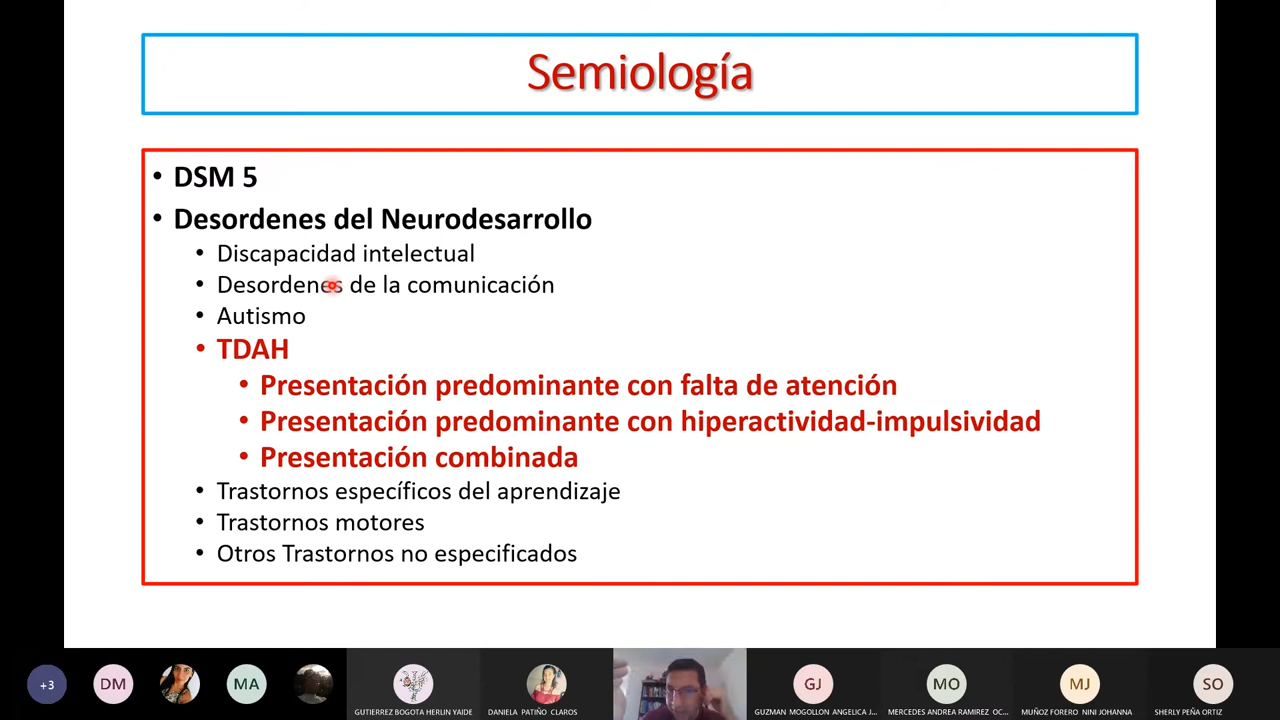 Semiología
• DSM 5
• Desordenes del Neurodesarrollo
• Discapacidad intelectual
• Desordenes de la comunicación
• Autismo
• TDAH
• Presentación predominante con falta de atención
• Presentación predominante con hiperactividad-impulsividad
• Presentación combinada
• Trastornos específicos del aprendizaje
• Trastornos motores
• Otros Trastornos no especificados
+3
DM
MA
GJ
MO
MJ
SO
GUTIERREZ BOGOTA HERLIN YAIDE
DANIELA PATIÑO CLAROS
GUZMAN MOGOLLON ANGELICA J...
MERCEDES ANDREA RAMIREZ OC...
MUÑOZ FORERO NINI JOHANNA
SHERLY PEÑA ORTIZ